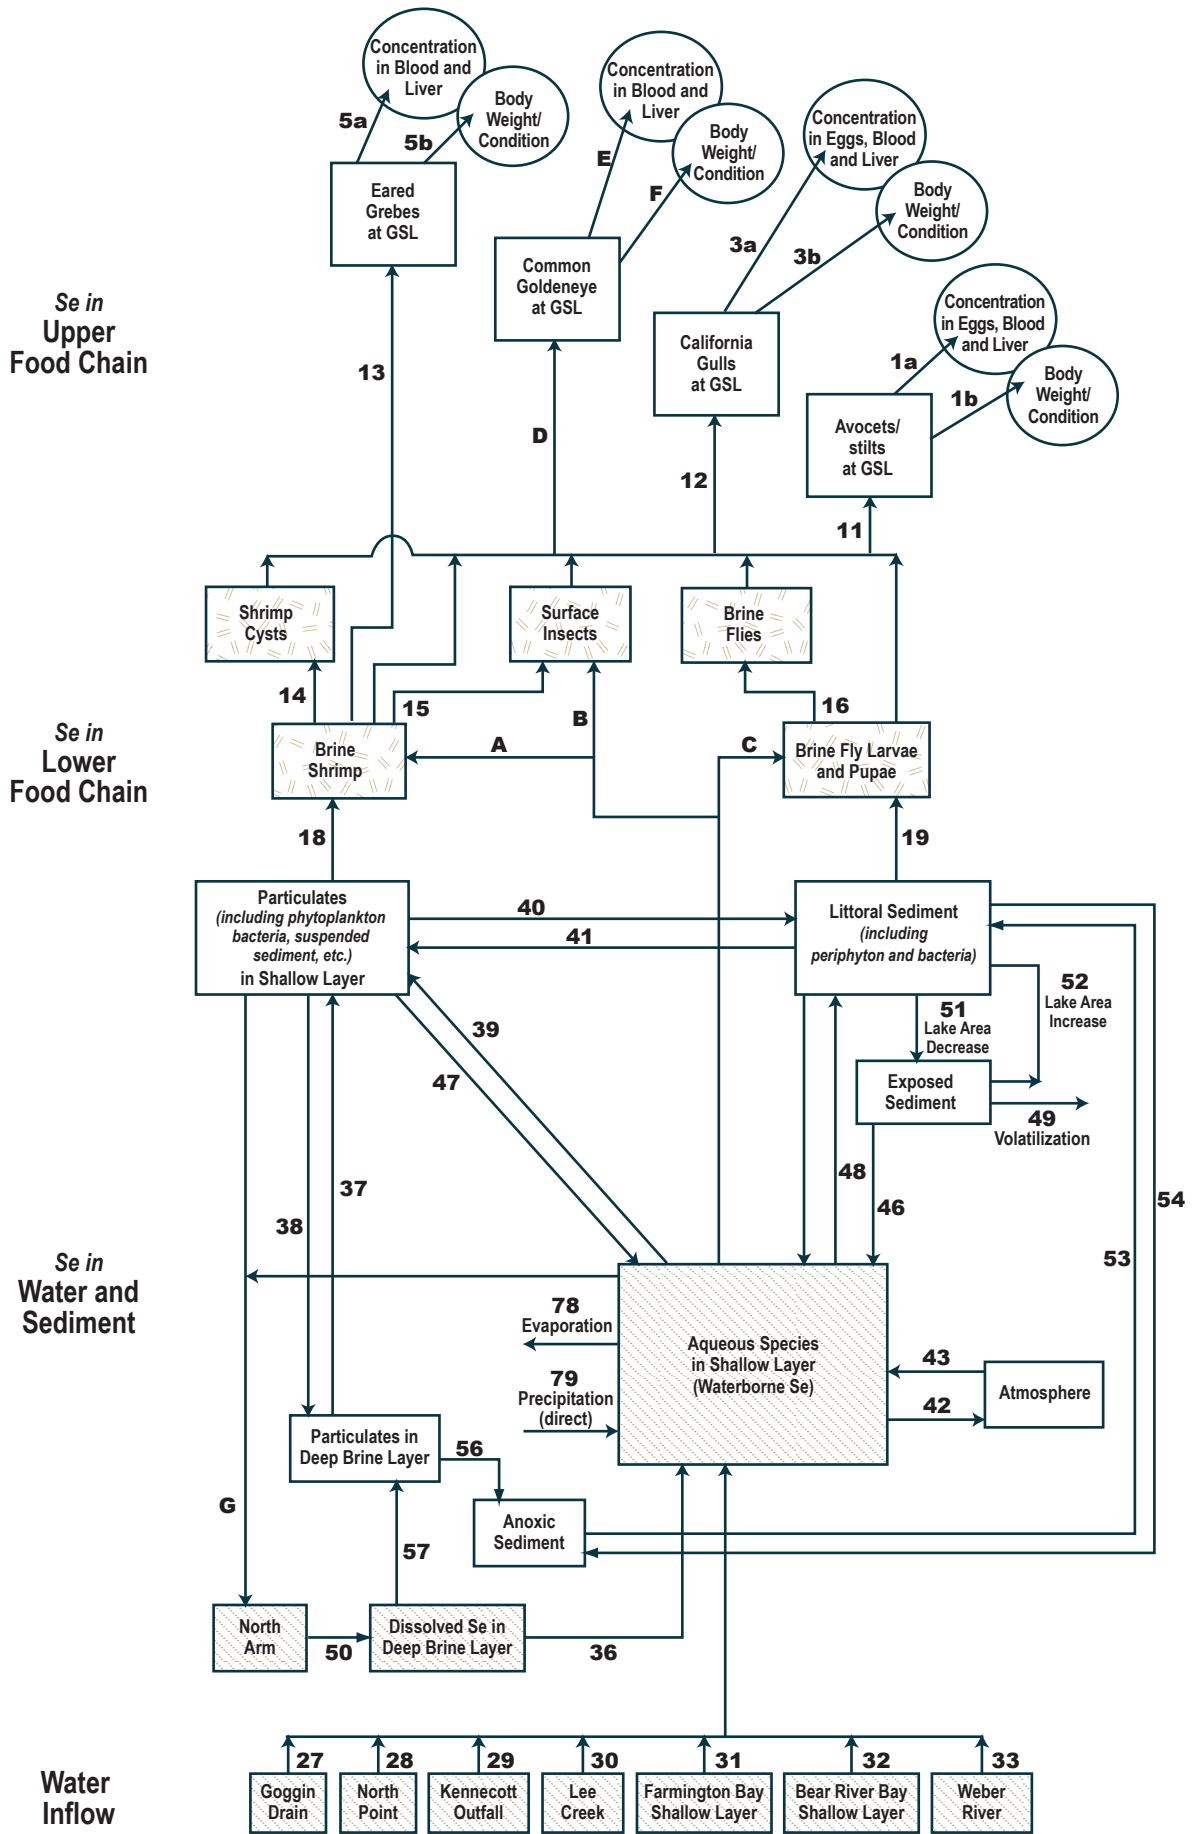 Concentration
in Blood and
Liver
Body
Weight/
Condition
5a
5b
Eared
Grebes
at GSL
Concentration
in Blood and
Liver
Body
Weight/
Condition
E
F
Common
Goldeneye
at GSL
Concentration
in Eggs, Blood
and Liver
Body
Weight/
Condition
3a
3b
California
Gulls
at GSL
Concentration
in Eggs, Blood
and Liver
Body
Weight/
Condition
1a
1b
Avocets/
stilts
at GSL
Se in
Upper
Food Chain
13
D
12
11
Shrimp
Cysts
Surface
Insects
Brine
Flies
14
15
B
16
Se in
Lower
Food Chain
Brine
Shrimp
A
C
Brine Fly Larvae
and Pupae
18
19
Particulates
(including phytoplankton
bacteria, suspended
sediment, etc.)
in Shallow Layer
40
41
Littoral Sediment
(including
periphyton and bacteria)
39
47
51
Lake Area
Decrease
52
Lake Area
Increase
Exposed
Sediment
49
Volatilization
37
38
48
46
54
53
Se in
Water and
Sediment
78
Evaporation
79
Precipitation
(direct)
Aqueous Species
in Shallow Layer
(Waterborne Se)
43
42
Atmosphere
Particulates in
Deep Brine Layer
56
G
Anoxic
Sediment
57
North
Arm
50
Dissolved Se in
Deep Brine Layer
36
Water
Inflow
27
28
29
30
31
32
33
Goggin
Drain
North
Point
Kennecott
Outfall
Lee
Creek
Farmington Bay
Shallow Layer
Bear River Bay
Shallow Layer
Weber
River